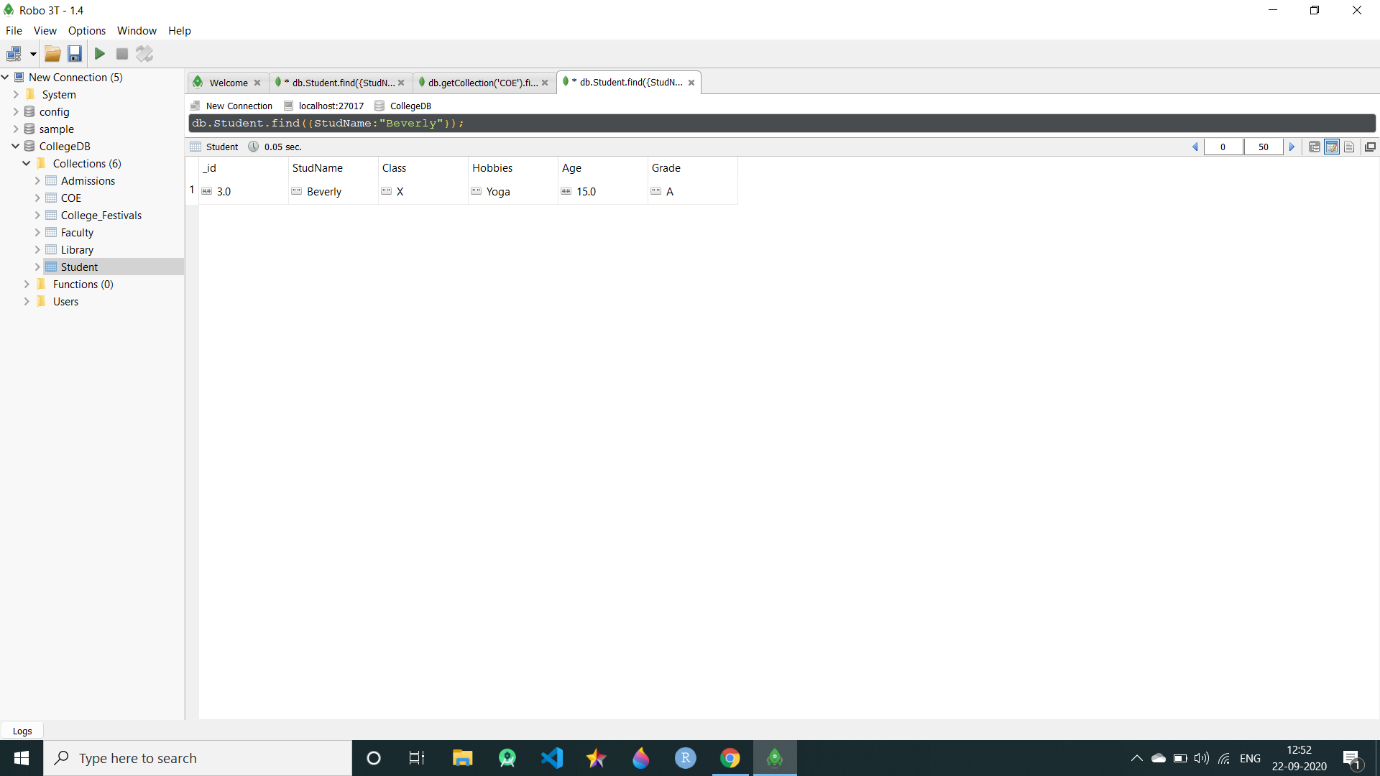 Robo 3T - 1.4
File View Options Window Help
New Connection (5)
System
config
sample
CollegeDB
Collections (6)
Admissions
COE
College_Festivals
Faculty
Library
Student
Functions (0)
Users
Welcome * db.Student.find({StudN... db.getCollection('COE').fi... * db.Student.find({StudN...
New Connection localhost:27017 CollegeDB
db.Student.find({StudName:"Beverly"});
Student 0.05 sec. 0 50
_id StudName Class Hobbies Age Grade
1 3.0 Beverly X Yoga 15.0 A
Logs
Type here to search
R
ENG
12:52
22-09-2020
1